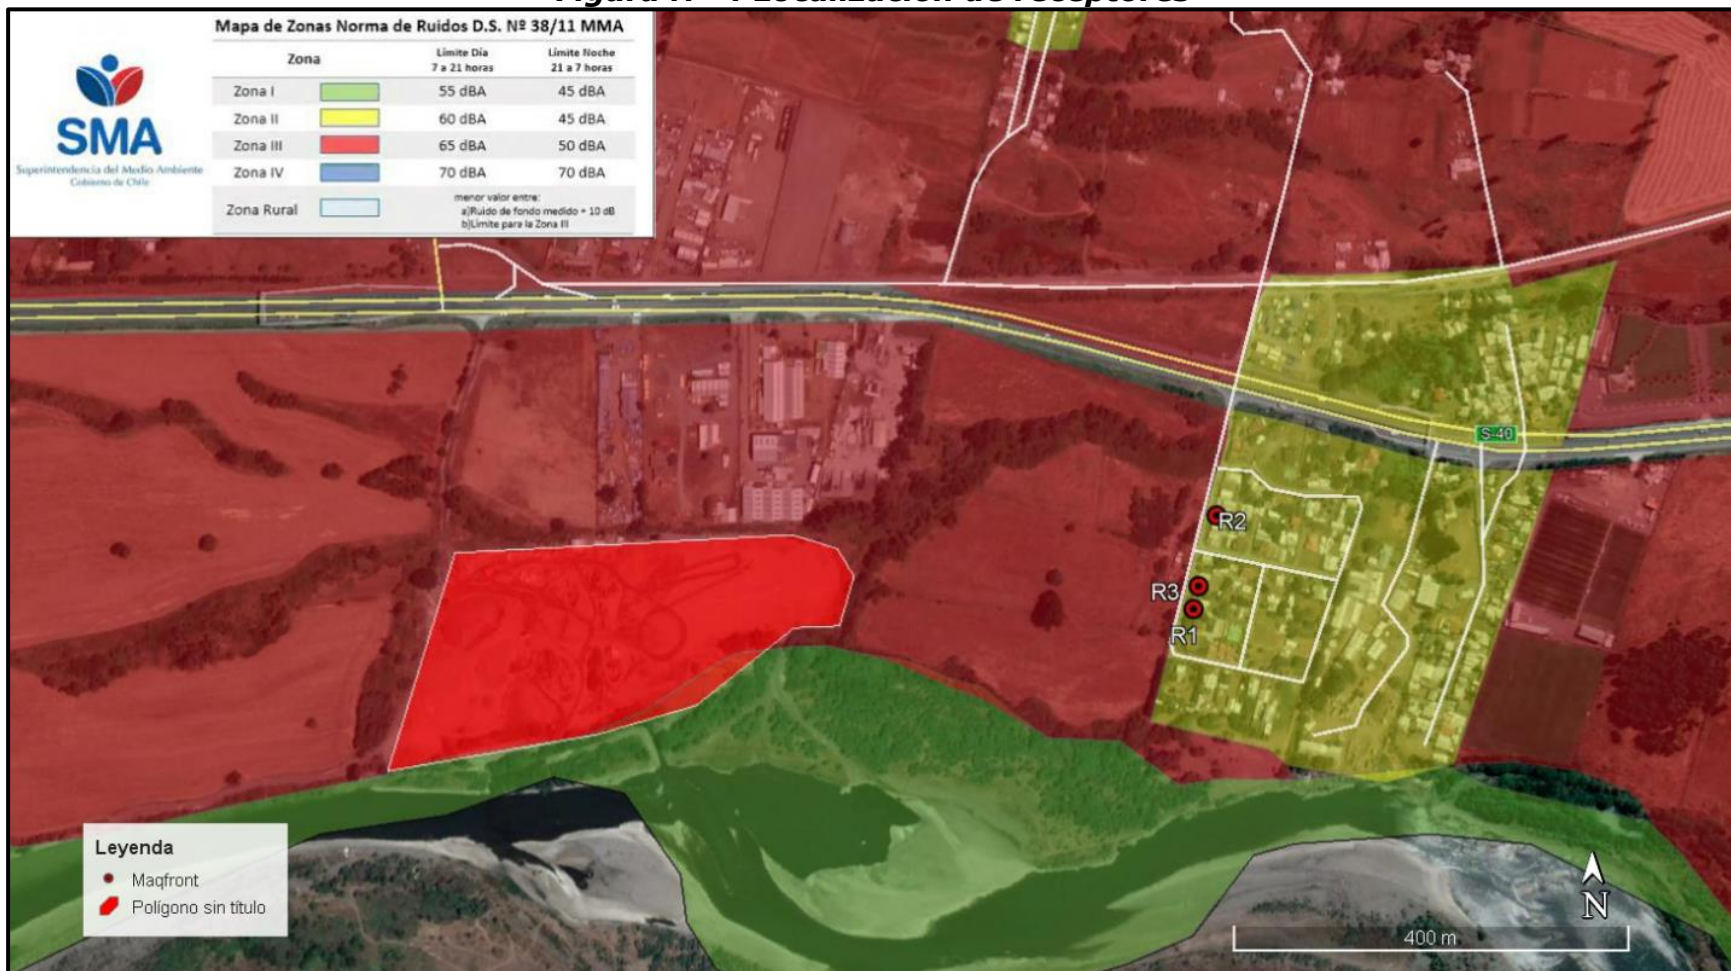 Mapa de Zonas Norma de Ruidos D.S. Nº 38/11 MMA
Zona
Límite Día
7 a 21 horas
Límite Noche
21 a 7 horas
Zona I 55 dBA 45 dBA
Zona II 60 dBA 45 dBA
Zona III 65 dBA 50 dBA
Zona IV 70 dBA 70 dBA
Zona Rural
menor valor entre:
a)Ruido de fondo medido + 10 dB
b)Límite para la Zona III
SMA
Superintendencia del Medio Ambiente
Gobierno de Chile
S-40
R2
R3
R1
Leyenda
Maqfront
Polígono sin título
N
400 m